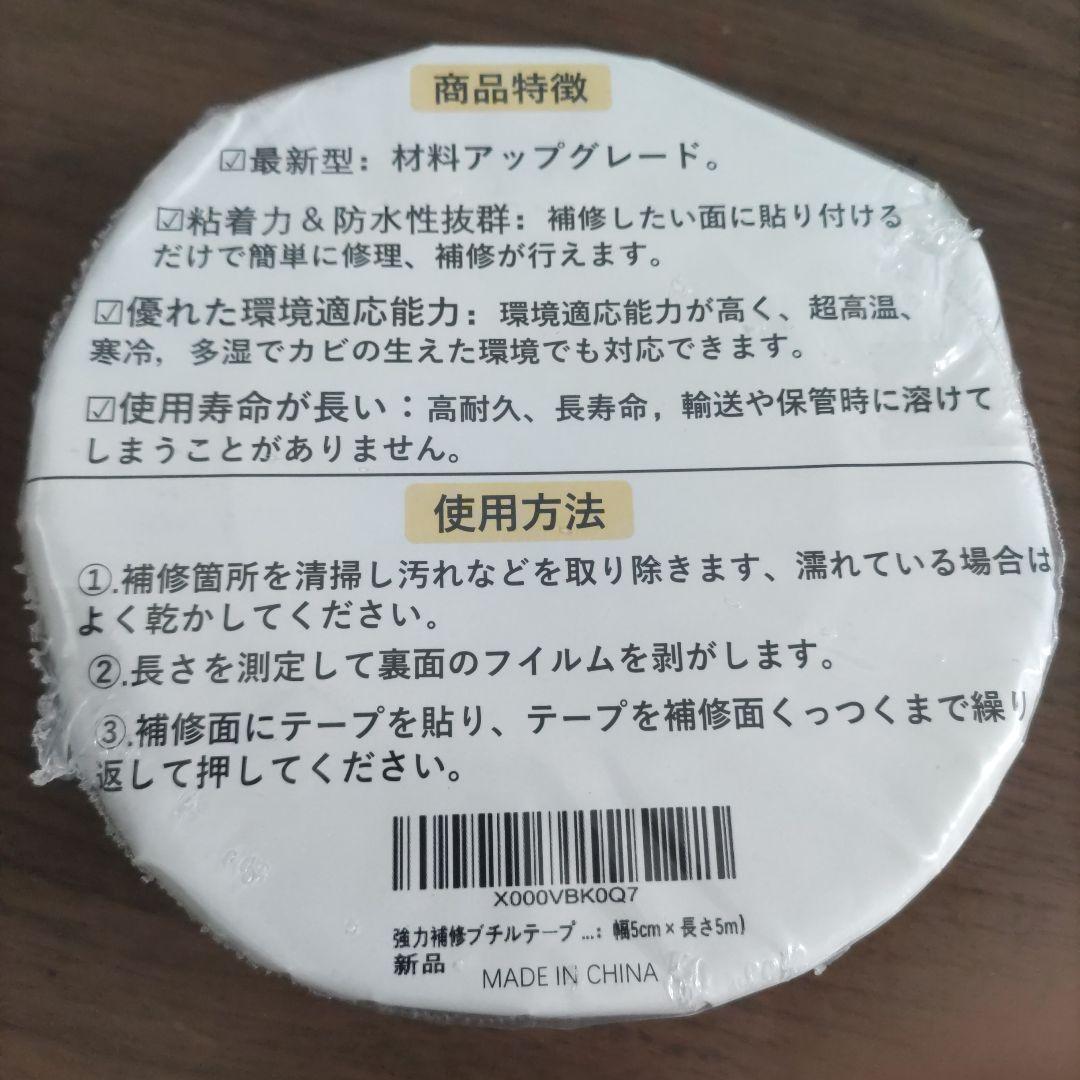 商品特徴
☑最新型：材料アップグレード。
☑粘着力＆防水性抜群：補修したい面に貼り付ける
だけで簡単に修理、補修が行えます。
☑優れた環境適応能力：環境適応能力が高く、超高温、
寒冷，多湿でカビの生えた環境でも対応できます。
☑使用寿命が長い：高耐久、長寿命，輸送や保管時に溶けて
しまうことがありません。
使用方法
①.補修箇所を清掃し汚れなどを取り除きます、濡れている場合は
よく乾かしてください。
②.長さを測定して裏面のフイルムを剥がします。
③.補修面にテープを貼り、テープを補修面くっつくまで繰り
返して押してください。
X000VBK0Q7
強力補修ブチルテープ ...：幅5cm×長さ5m)
新品
MADE IN CHINA